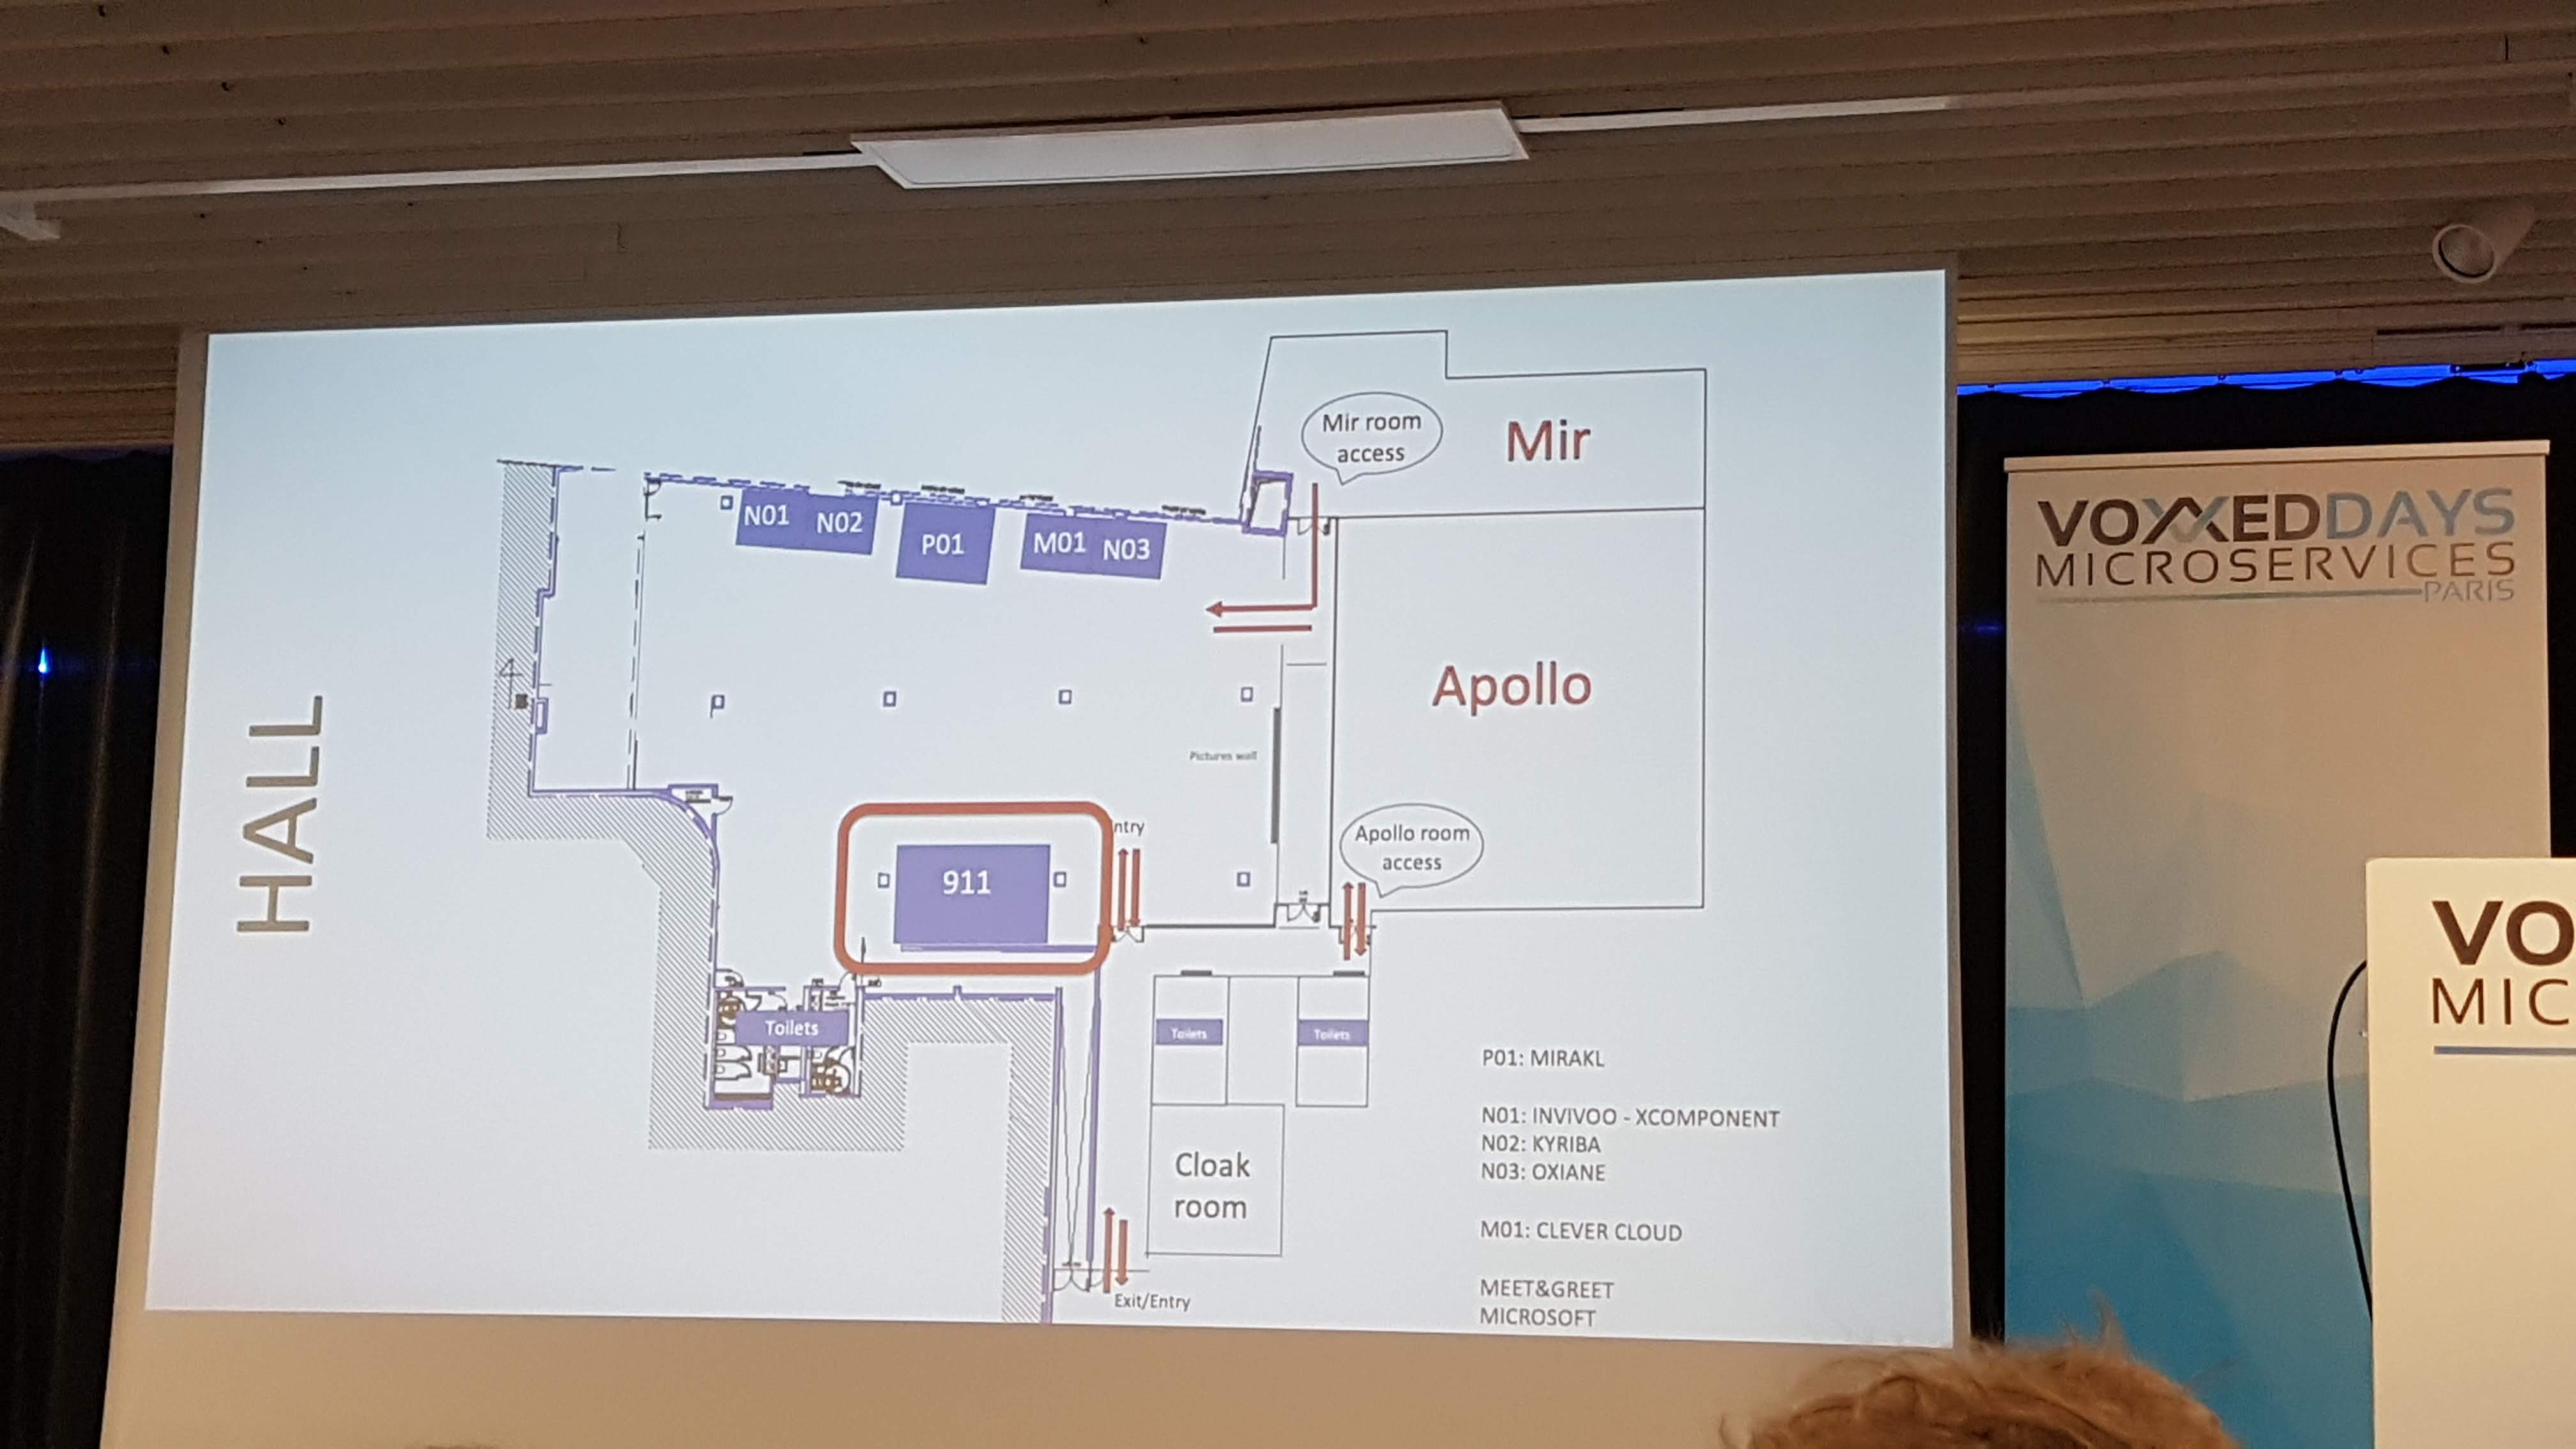 HALL
Mir room
access
Mir
N01
N02
P01
M01
N03
Apollo
Pictures wall
911
ntry
Apollo room
access
Toilets
Toilets
Toilets
Cloak
room
Exit/Entry
P01: MIRAKL
N01: INVIVOO - XCOMPONENT
N02: KYRIBA
N03: OXIANE
M01: CLEVER CLOUD
MEET&GREET
MICROSOFT
VOXXEDDAYS
MICROSERVICES
PARIS
VO
MIC